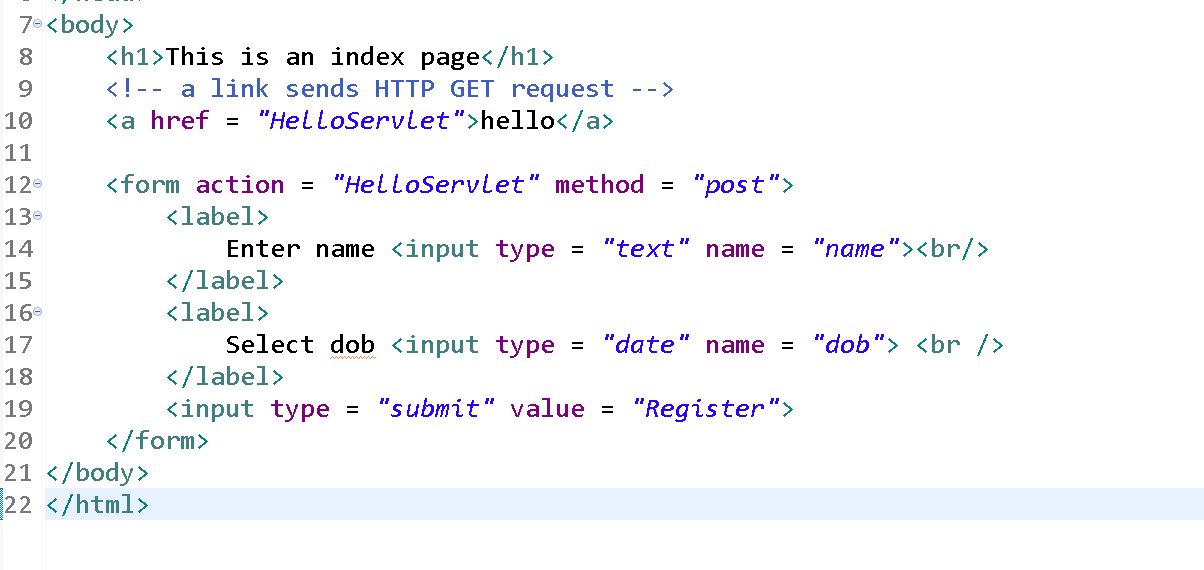 7 <body>
8     <h1>This is an index page</h1>
9     <!-- a link sends HTTP GET request -->
10     <a href = "HelloServlet">hello</a>
11
12     <form action = "HelloServlet" method = "post">
13         <label>
14             Enter name <input type = "text" name = "name"><br/>
15         </label>
16         <label>
17             Select dob <input type = "date" name = "dob"> <br />
18         </label>
19         <input type = "submit" value = "Register">
20     </form>
21 </body>
22 </html>